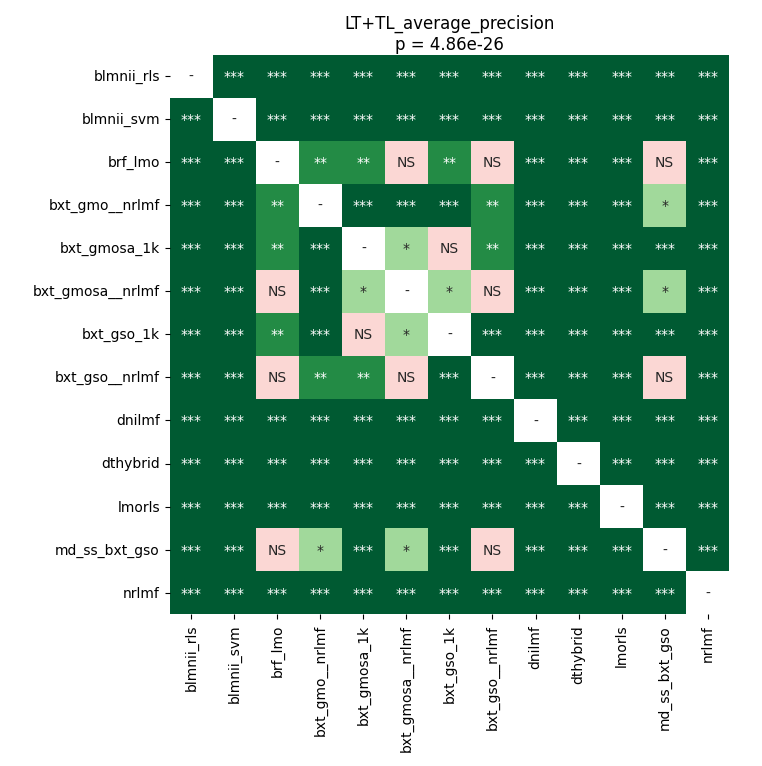 LT+TL_average_precision
p = 4.86e-26
blmnii_rls - *** *** *** *** *** *** *** *** *** *** *** ***
blmnii_svm *** - *** *** *** *** *** *** *** *** *** *** ***
brf_lmo *** *** - ** ** NS ** NS *** *** *** NS ***
bxt_gmo__nrlmf *** *** ** - *** *** *** ** *** *** *** * ***
bxt_gmosa_1k *** *** ** *** - * NS ** *** *** *** *** ***
bxt_gmosa__nrlmf *** *** NS *** * - * NS *** *** *** * ***
bxt_gso_1k *** *** ** *** NS * - *** *** *** *** *** ***
bxt_gso__nrlmf *** *** NS ** ** NS *** - *** *** *** NS ***
dnilmf *** *** *** *** *** *** *** *** - *** *** *** ***
dthybrid *** *** *** *** *** *** *** *** *** - *** *** ***
lmorls *** *** *** *** *** *** *** *** *** *** - *** ***
md_ss_bxt_gso *** *** NS * *** * *** NS *** *** *** - ***
nrlmf *** *** *** *** *** *** *** *** *** *** *** *** -
blmnii_rls
blmnii_svm
brf_lmo
bxt_gmo__nrlmf
bxt_gmosa_1k
bxt_gmosa__nrlmf
bxt_gso_1k
bxt_gso__nrlmf
dnilmf
dthybrid
lmorls
md_ss_bxt_gso
nrlmf